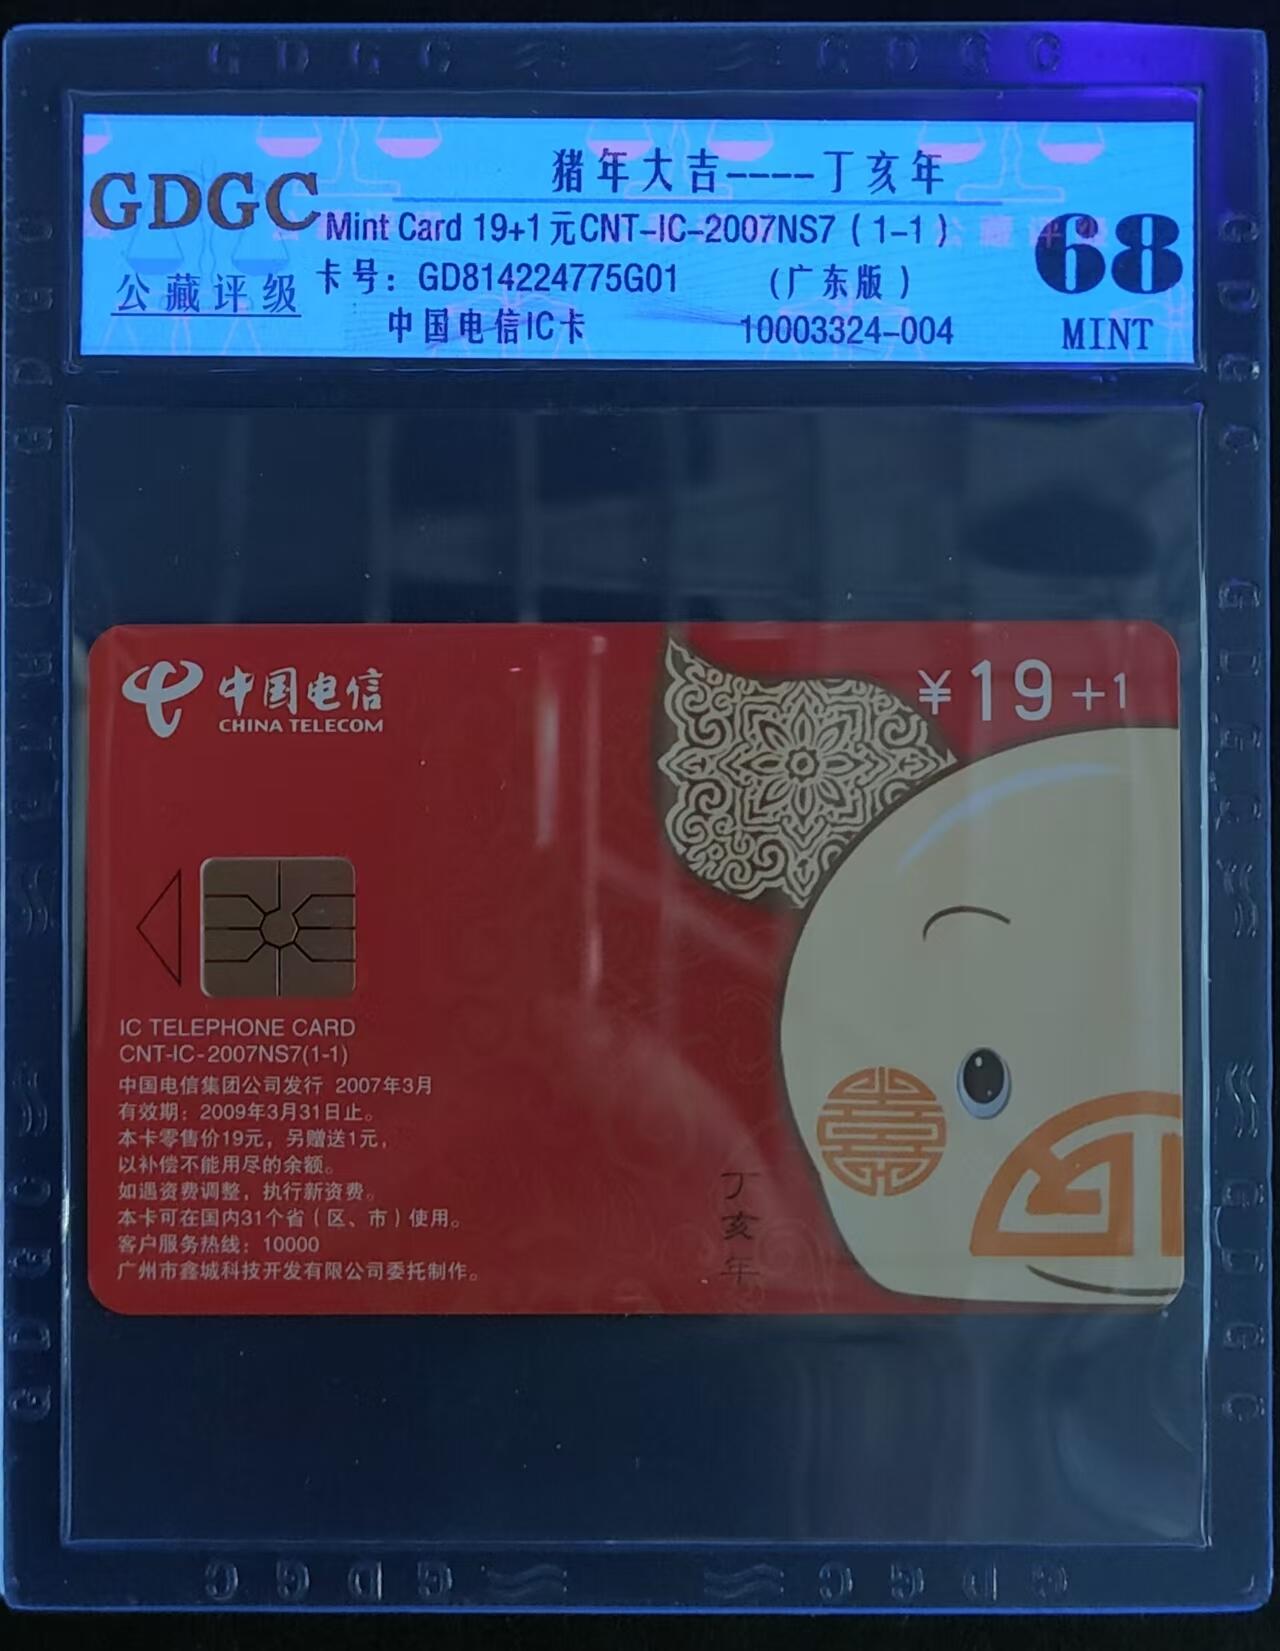 GDGC GDGC
GDGC
公藏评级
猪年大吉----丁亥年
Mint Card 19+1元CNT-IC-2007NS7(1-1)
卡号：GD814224775G01 (广东版)
中国电信IC卡 10003324-004
68
MINT
中国电信
CHINA TELECOM
¥19+1
IC TELEPHONE CARD
CNT-IC-2007NS7(1-1)
中国电信集团公司发行 2007年3月
有效期：2009年3月31日止。
本卡零售价19元，另赠送1元，
以补偿不能用尽的余额。
如遇资费调整，执行新资费。
本卡可在国内31个省（区、市）使用。
客户服务热线：10000
广州市鑫城科技开发有限公司委托制作。
丁亥年
GDGC GDGC